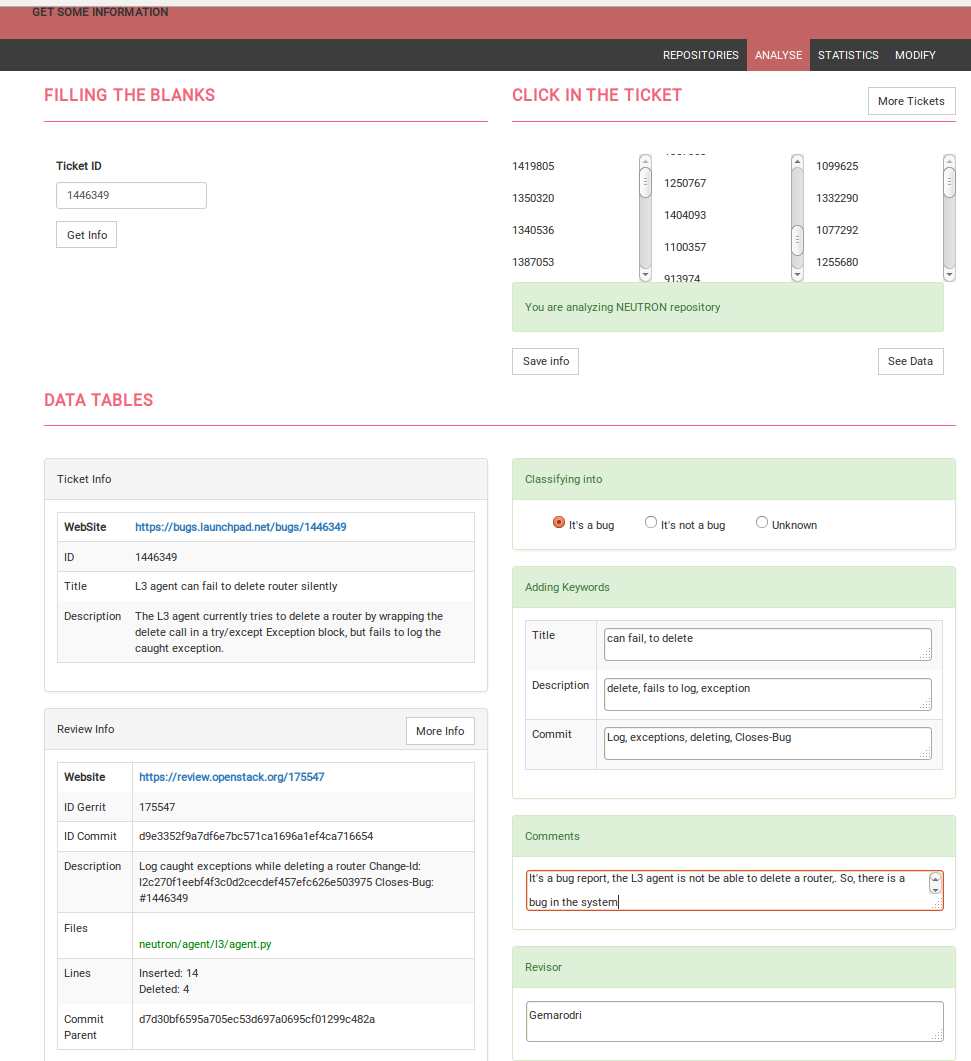 GET SOME INFORMATION
REPOSITORIES ANALYSE STATISTICS MODIFY
FILLING THE BLANKS
Ticket ID
1446349
Get Info
CLICK IN THE TICKET
More Tickets
1419805
1350320
1340536
1387053
1250767
1404093
1100357
913974
1099625
1332290
1077292
1255680
You are analyzing NEUTRON repository
Save info
See Data
DATA TABLES
Ticket Info
WebSite https://bugs.launchpad.net/bugs/1446349
ID 1446349
Title L3 agent can fail to delete router silently
Description The L3 agent currently tries to delete a router by wrapping the
delete call in a try/except Exception block, but fails to log the
caught exception.
Review Info
More Info
Website https://review.openstack.org/175547
ID Gerrit 175547
ID Commit d9e3352f9a7df6e7bc571ca1696a1ef4ca716654
Description Log caught exceptions while deleting a router Change-Id:
I2c270f1eebf4f3c0d2cecdef457efc626e503975 Closes-Bug:
#1446349
Files
neutron/agent/l3/agent.py
Lines Inserted: 14
Deleted: 4
Commit d7d30bf6595a705ec53d697a0695cf01299c482a
Parent
Classifying into
It's a bug It's not a bug Unknown
Adding Keywords
Title can fail, to delete
Description delete, fails to log, exception
Commit Log, exceptions, deleting, Closes-Bug
Comments
It's a bug report, the L3 agent is not be able to delete a router,. So, there is a
bug in the system
Revisor
Gemarodri